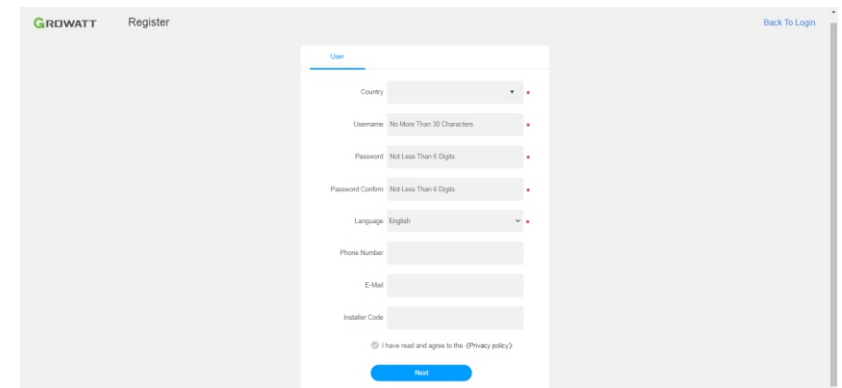 GROWATT Register Back To Login
User
Country *
Username No More Than 30 Characters *
Password Not Less Than 6 Digits *
Password Confirm Not Less Than 6 Digits *
Language English *
Phone Number
E-Mail
Installer Code
I have read and agree to the 《Privacy policy》
Next